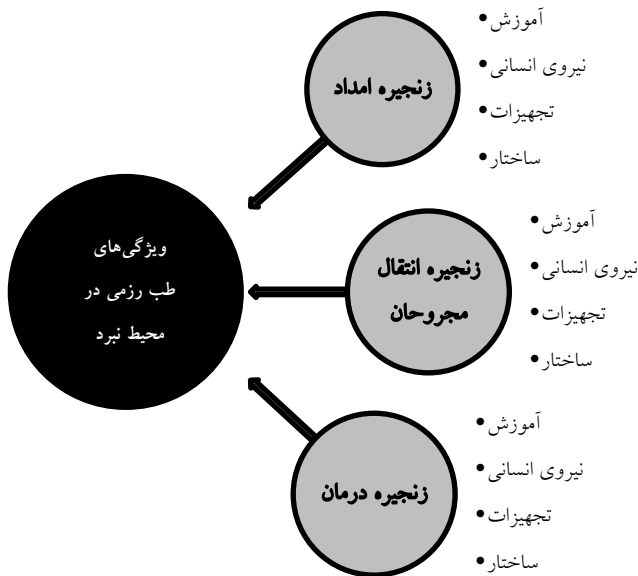 • آموزش
• نیروی انسانی
• تجهیزات
• ساختار
زنجیره امداد
• آموزش
• نیروی انسانی
• تجهیزات
• ساختار
زنجیره انتقال
مجروحان
ویژگی‌های
طب رزمی در
محیط نبرد
• آموزش
• نیروی انسانی
• تجهیزات
• ساختار
زنجیره درمان